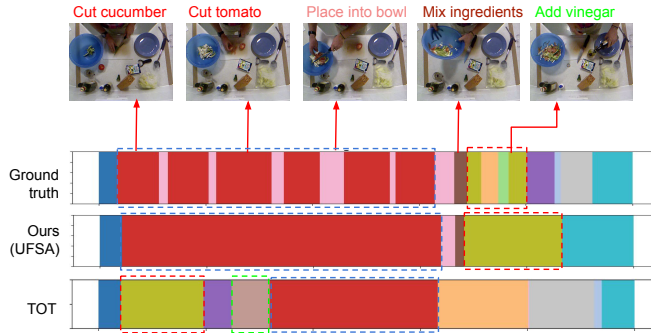 Cut cucumber Cut tomato Place into bowl Mix ingredients Add vinegar
Ground
truth
Ours
(UFSA)
TOT